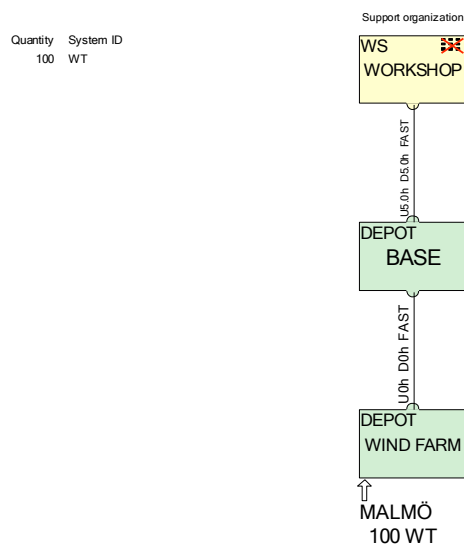 Support organization
Quantity System ID
100 WT
WS
WORKSHOP
U5.0h D5.0h FAST
DEPOT
BASE
U0h D0h FAST
DEPOT
WIND FARM
MALMÖ
100 WT